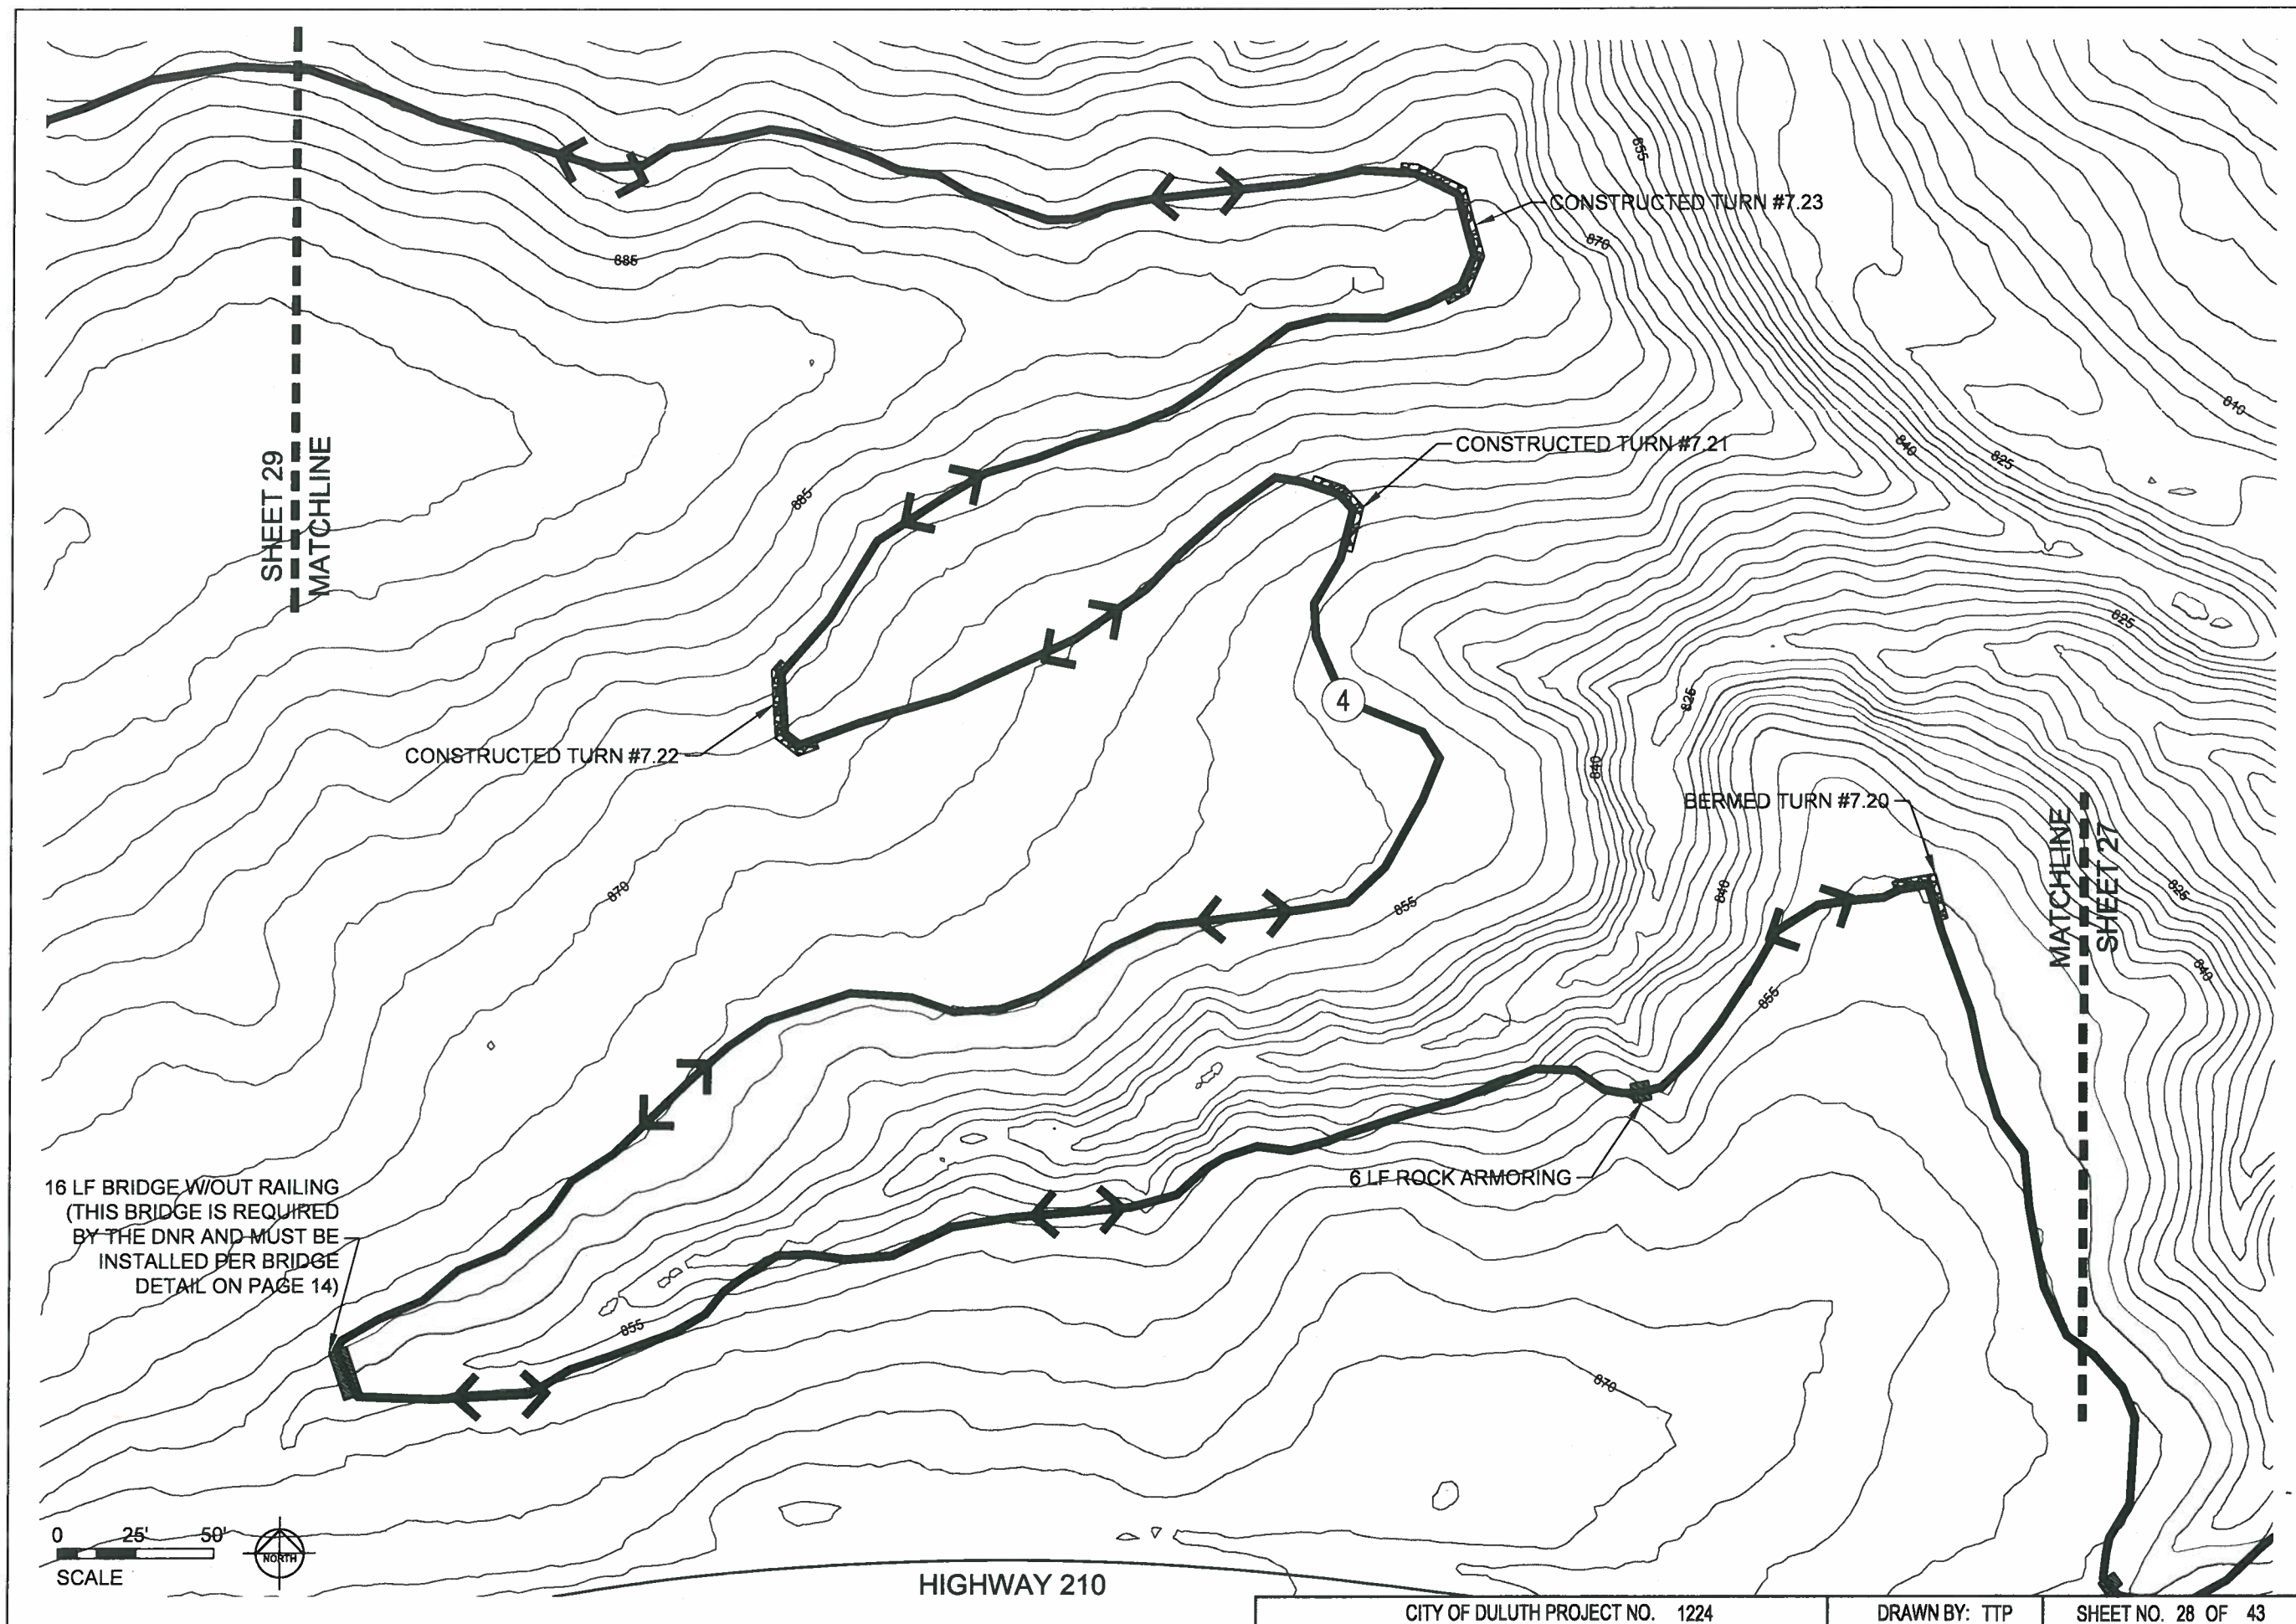 855
CONSTRUCTED TURN #7.23
870
885
810
SHEET 29
MATCHLINE
CONSTRUCTED TURN #7.21
840
825
885
825
4
825
CONSTRUCTED TURN #7.22
840
BERMED TURN #7.20
MATCHLINE
SHEET 27
870
855
840
825
840
855
16 LF BRIDGE W/OUT RAILING
(THIS BRIDGE IS REQUIRED
BY THE DNR AND MUST BE
INSTALLED PER BRIDGE
DETAIL ON PAGE 14)
6 LF ROCK ARMORING
855
870
0 25' 50'
SCALE
NORTH
HIGHWAY 210
CITY OF DULUTH PROJECT NO. 1224
DRAWN BY: TTP
SHEET NO. 28 OF 43